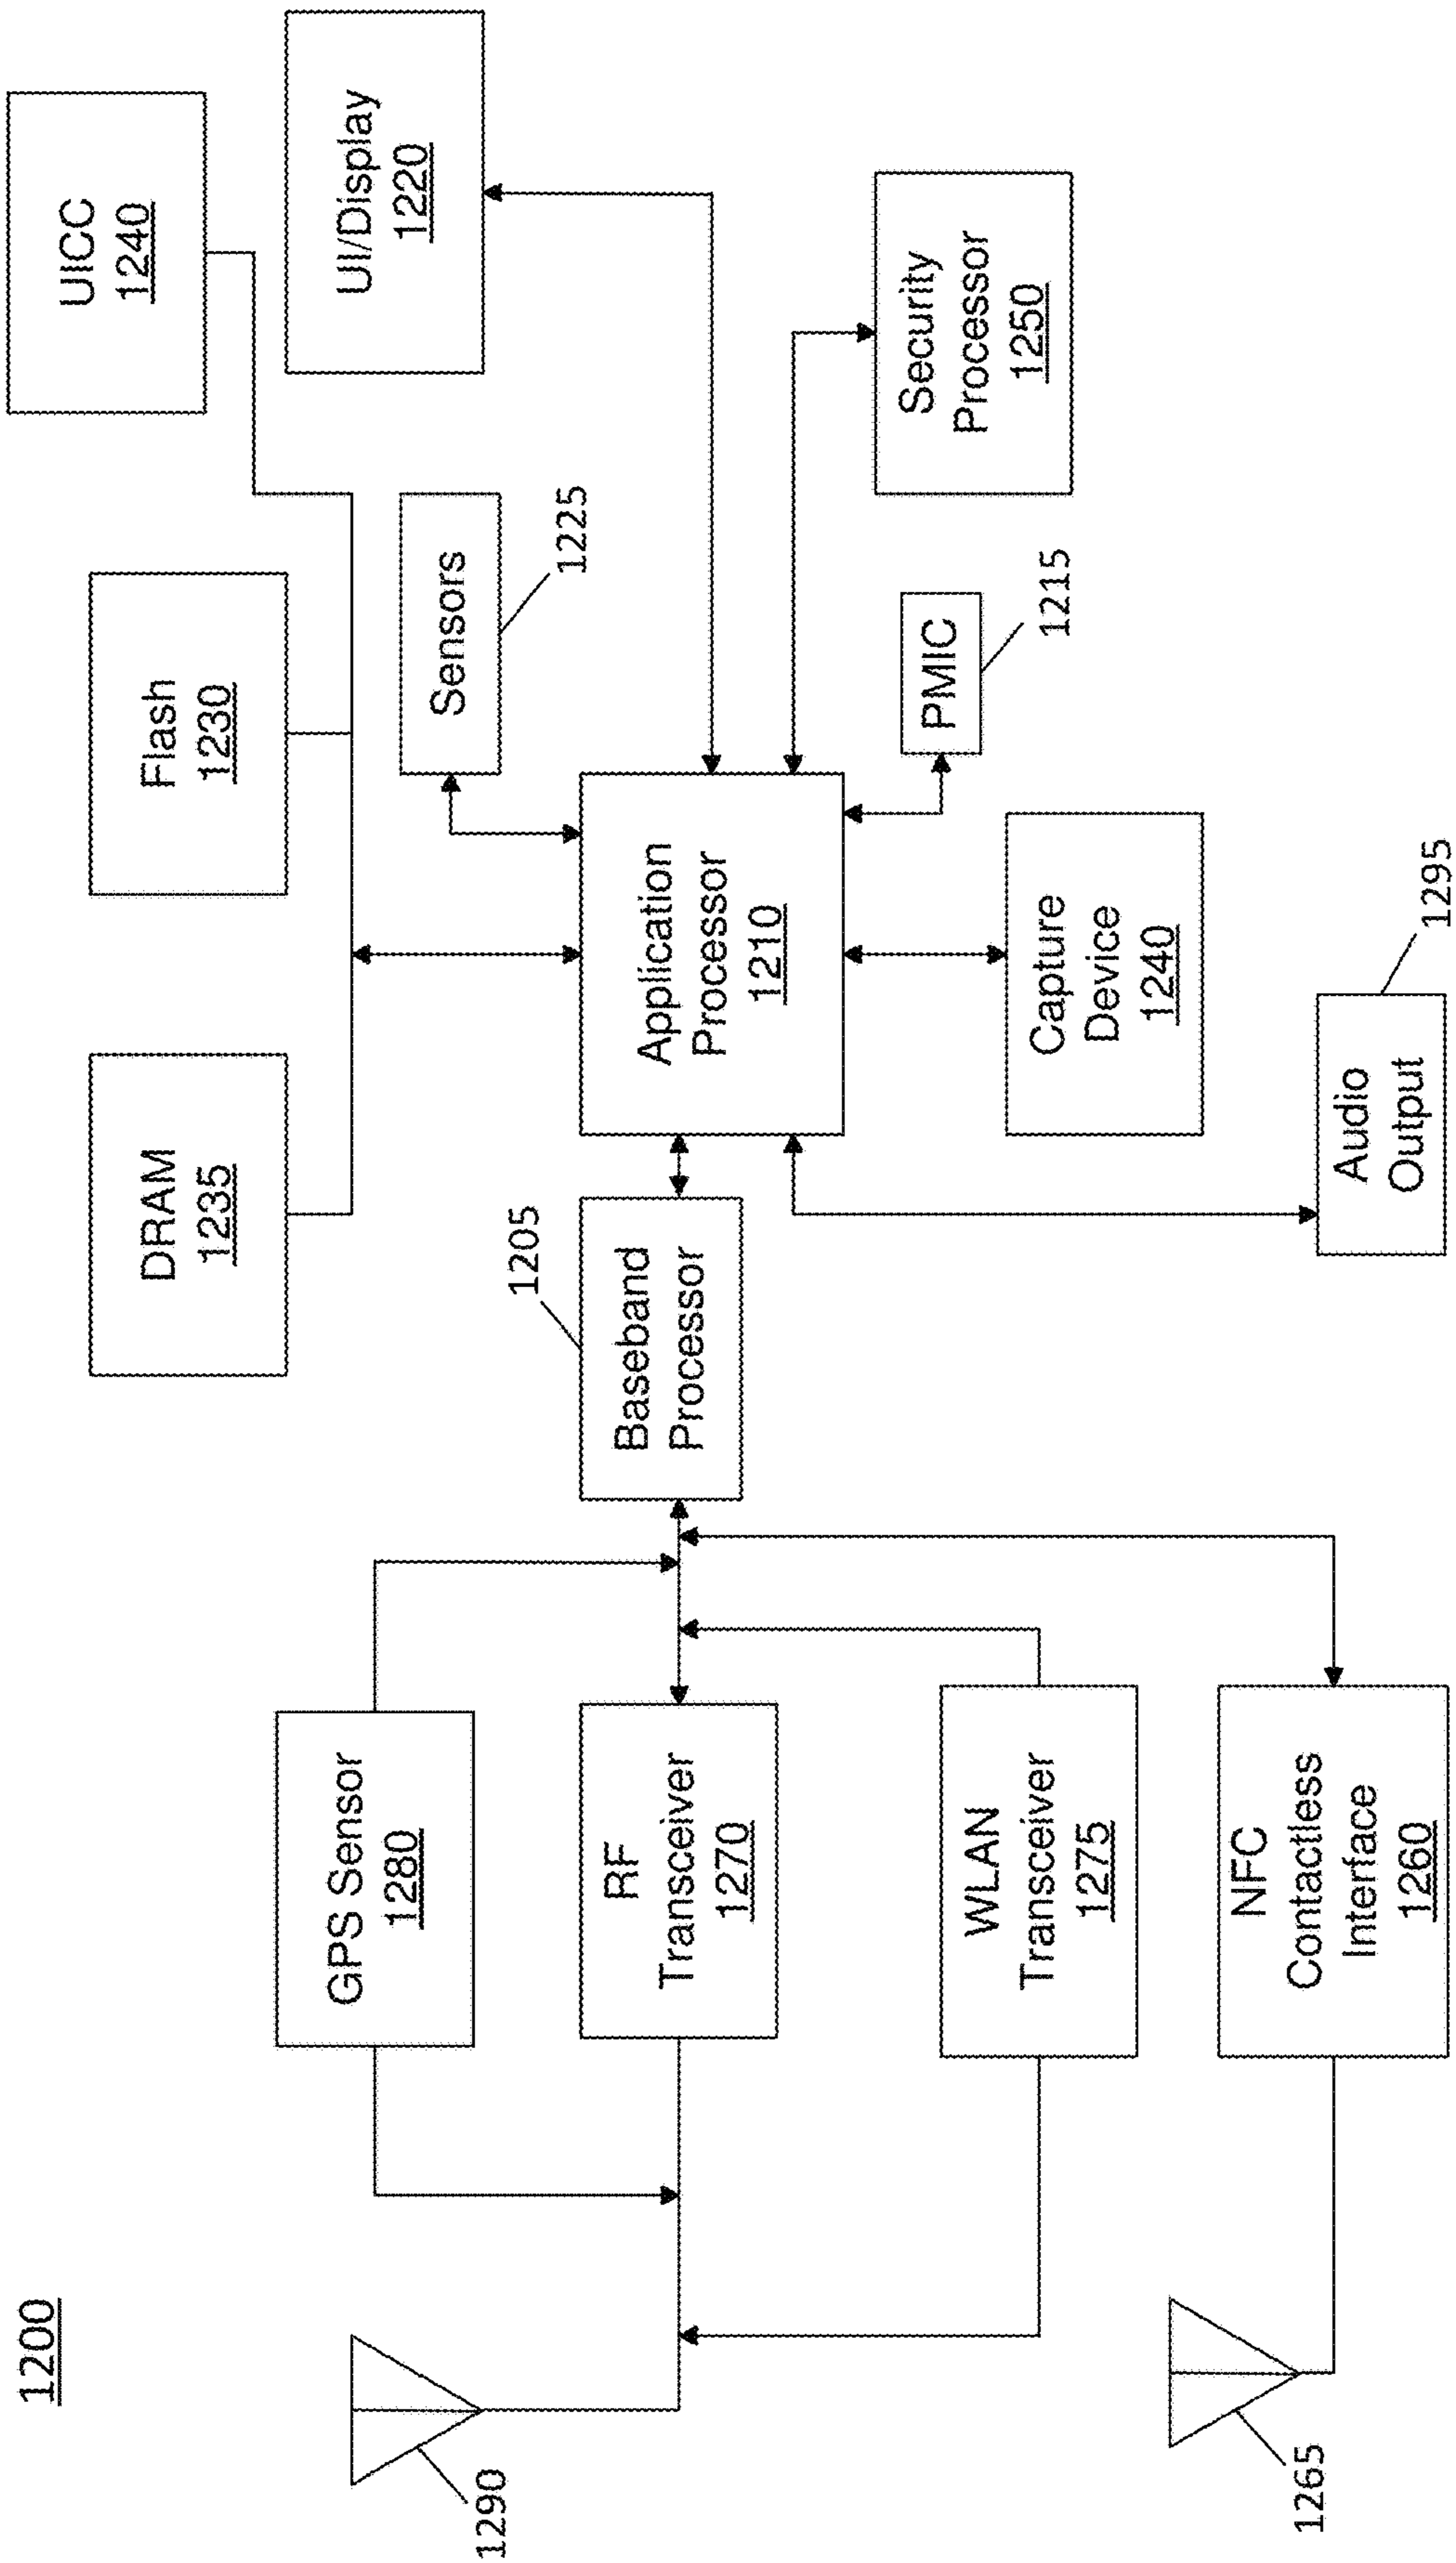 1200
UICC
1240
UI/Display
1220
Flash
1230
DRAM
1235
Sensors
1225
Application
Processor
1210
Security
Processor
1250
PMIC
1215
Capture
Device
1240
Audio
Output
1295
Baseband
Processor
1205
GPS Sensor
1280
RF
Transceiver
1270
WLAN
Transceiver
1275
NFC
Contactless
Interface
1260
1290
1265